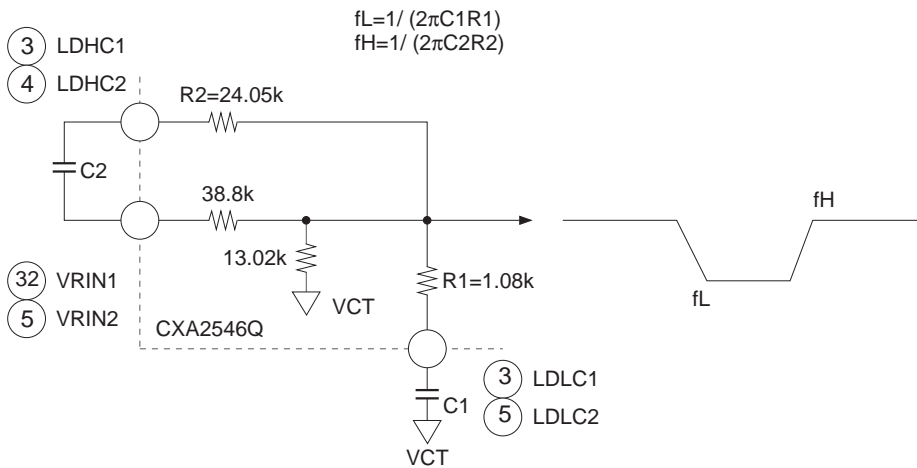 fL=1/ (2πC1R1)
fH=1/ (2πC2R2)
3 LDHC1
4 LDHC2
R2=24.05k
C2
38.8k
fH
13.02k
R1=1.08k
32 VRIN1
VCT
fL
5 VRIN2
CXA2546Q
3 LDLC1
C1
5 LDLC2
VCT